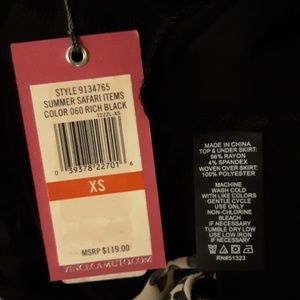 STYLE 9134765
SUMMER SAFARI ITEMS
COLOR 060 RICH BLACK
1ZZZL-XS
0 39378 22701 6
XS
MSRP $119.00
VINCECAMUTO.COM
MADE IN CHINA
TOP & UNDER SKIRT:
96% RAYON
4% SPANDEX
WOVEN OVER SKIRT:
100% POLYESTER
MACHINE
WASH COLD
WITH LIKE COLORS
GENTLE CYCLE
USE ONLY
NON-CHLORINE
BLEACH
IF NECESSARY
TUMBLE DRY LOW
USE LOW IRON
IF NECESSARY
RN#51323